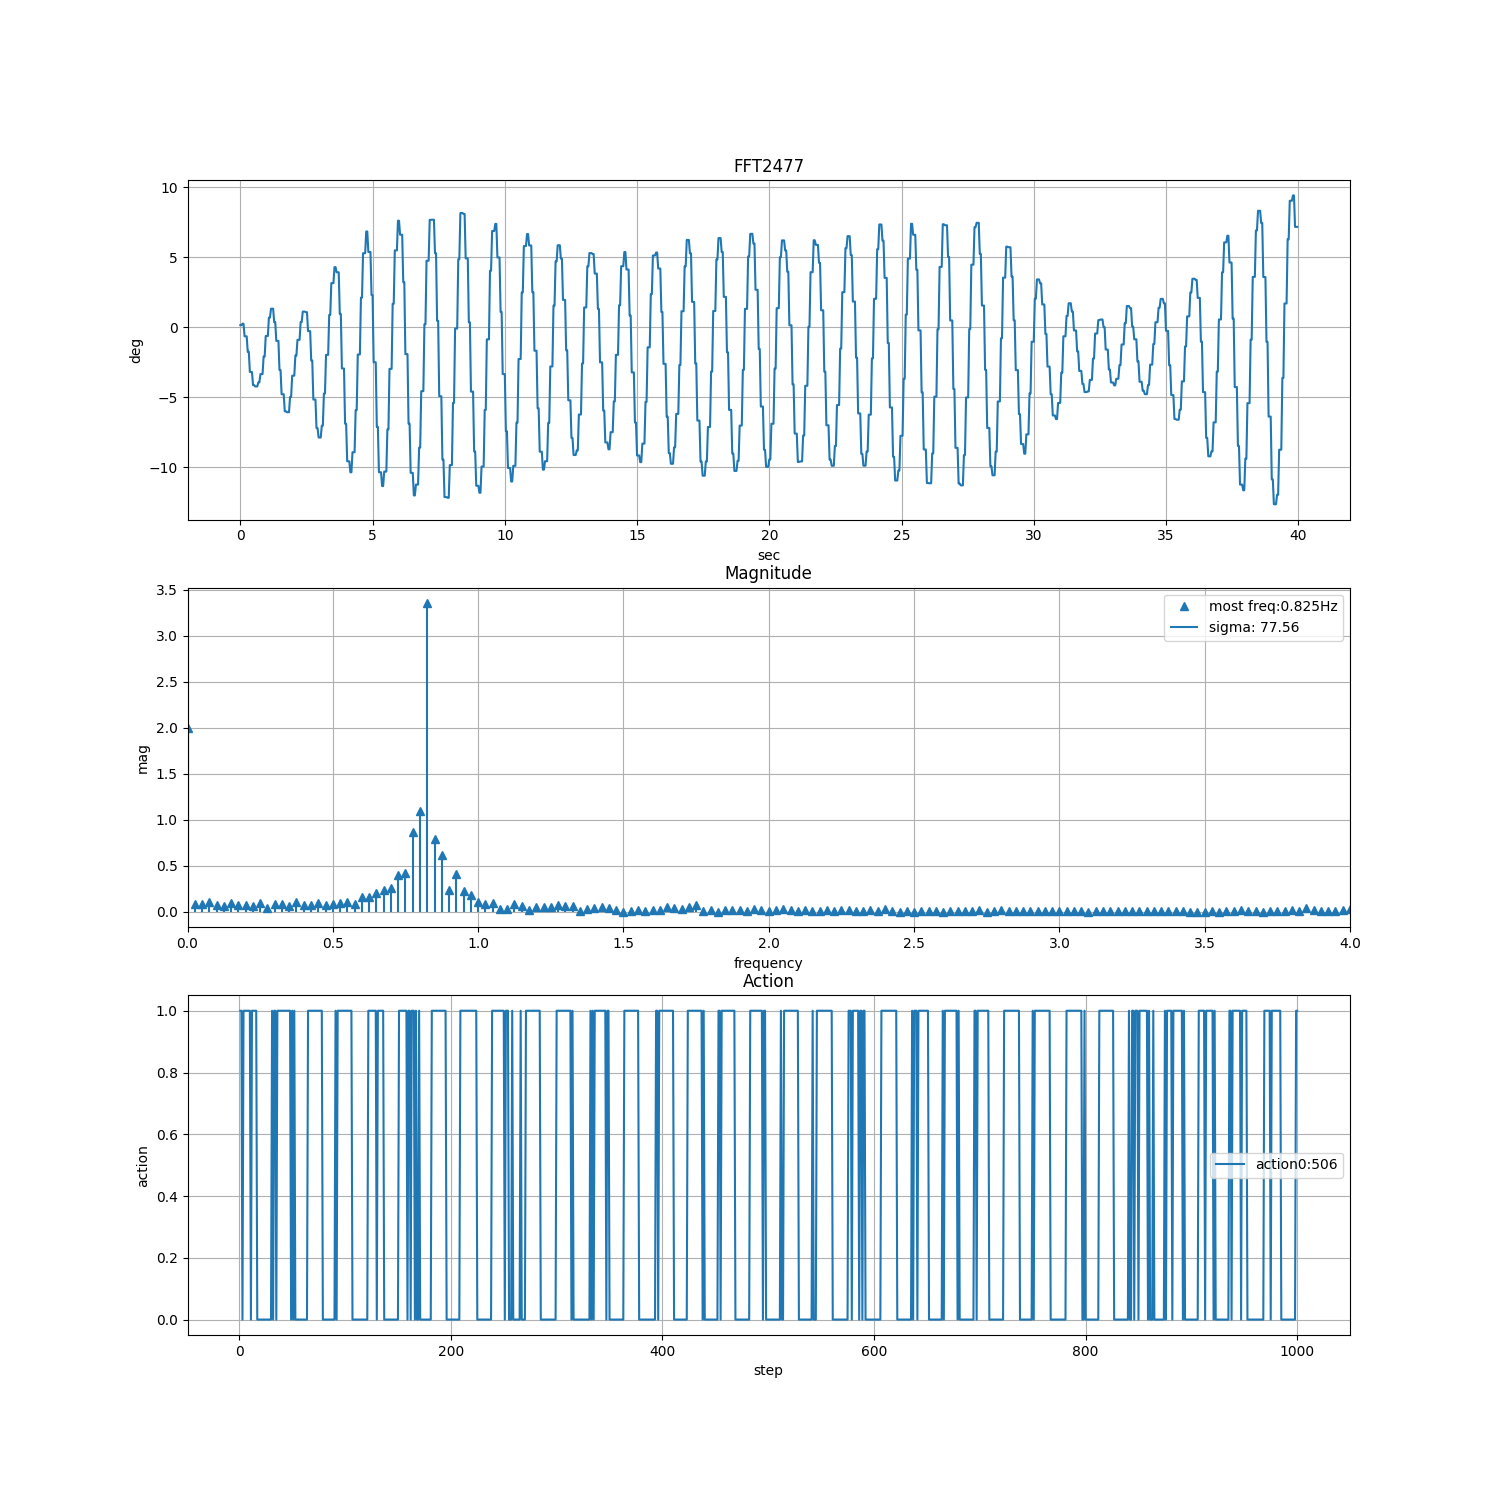 FFT2477
10
5
0
−5
−10
deg
0 5 10 15 20 25 30 35 40
sec
Magnitude
3.5
3.0
2.5
2.0
1.5
1.0
0.5
0.0
mag
most freq:0.825Hz
sigma: 77.56
0.0 0.5 1.0 1.5 2.0 2.5 3.0 3.5 4.0
frequency
Action
1.0
0.8
0.6
0.4
0.2
0.0
action
action0:506
0 200 400 600 800 1000
step